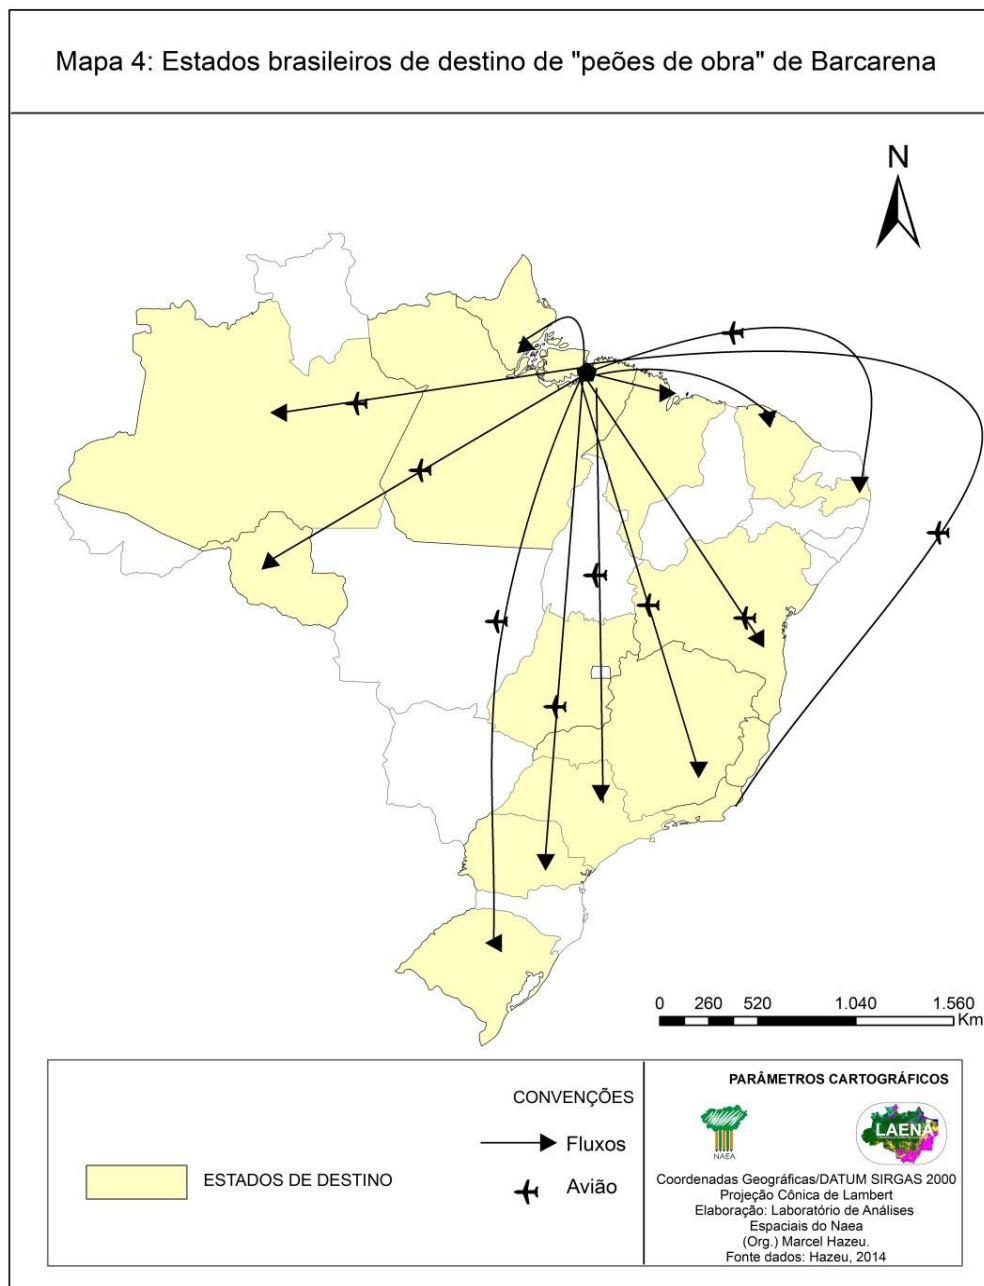 Mapa 4: Estados brasileiros de destino de "peões de obra" de Barcarena
N
0 260 520 1.040 1.560
Km
ESTADOS DE DESTINO
CONVENÇÕES
Fluxos
Avião
PARÂMETROS CARTOGRÁFICOS
NAEA
LAENA
Coordenadas Geográficas/DATUM SIRGAS 2000
Projeção Cônica de Lambert
Elaboração: Laboratório de Análises
Espaciais do Naea
(Org.) Marcel Hazeu.
Fonte dados: Hazeu, 2014